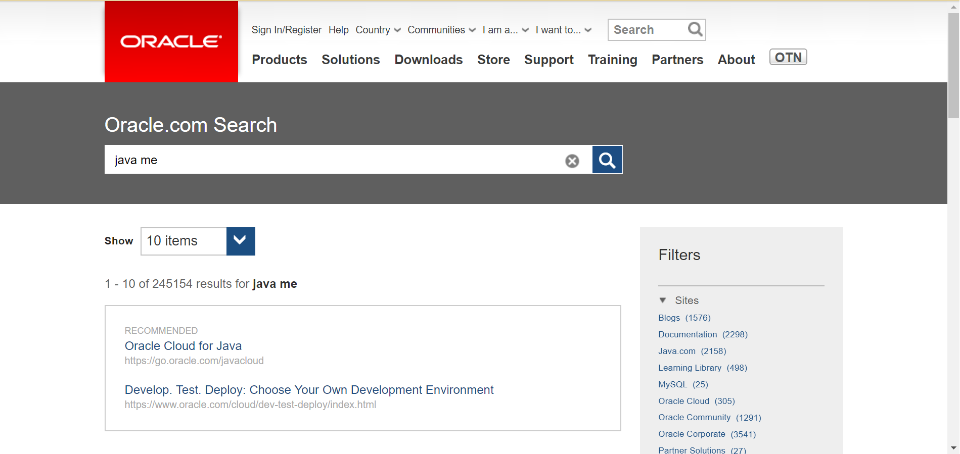 ORACLE
Sign In/Register Help Country Communities I am a... I want to... Search
Products Solutions Downloads Store Support Training Partners About OTN
Oracle.com Search
java me
Show 10 items
1 - 10 of 245154 results for java me
RECOMMENDED
Oracle Cloud for Java
https://go.oracle.com/javacloud
Develop. Test. Deploy: Choose Your Own Development Environment
https://www.oracle.com/cloud/dev-test-deploy/index.html
Filters
Sites
Blogs (1576)
Documentation (2298)
Java.com (2158)
Learning Library (498)
MySQL (25)
Oracle Cloud (305)
Oracle Community (1291)
Oracle Corporate (3541)
Partner Solutions (27)